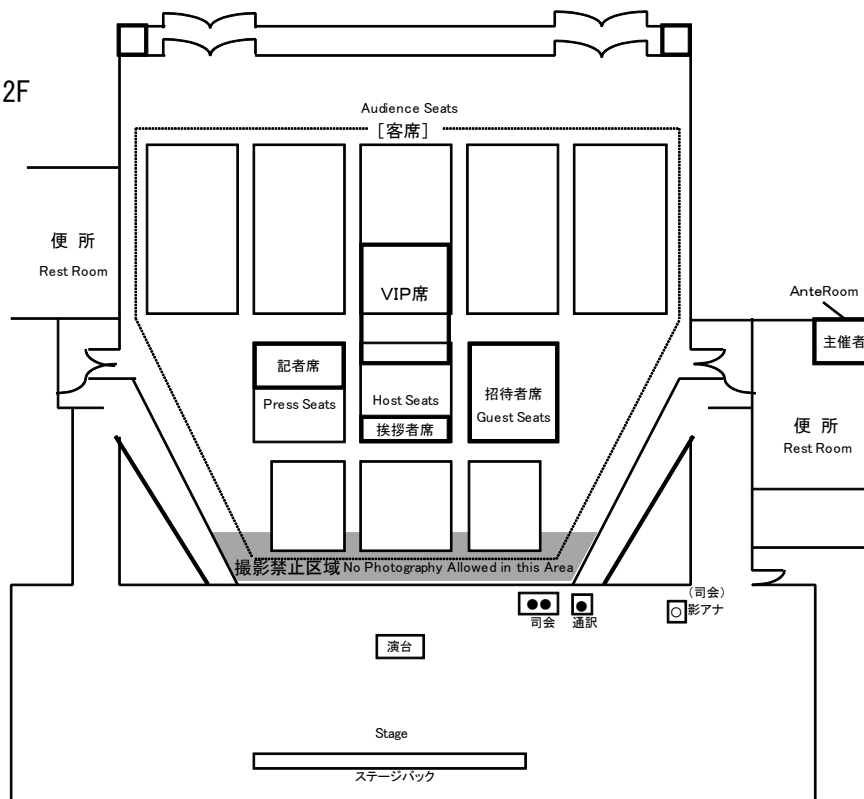 2F
Audience Seats
［客席］
便 所
Rest Room
VIP席
AnteRoom
主催者
記者席
Press Seats
Host Seats
挨拶者席
招待者席
Guest Seats
便 所
Rest Room
撮影禁止区域 No Photography Allowed in this Area
司会
通訳
（司会）
影アナ
演台
Stage
ステージバック